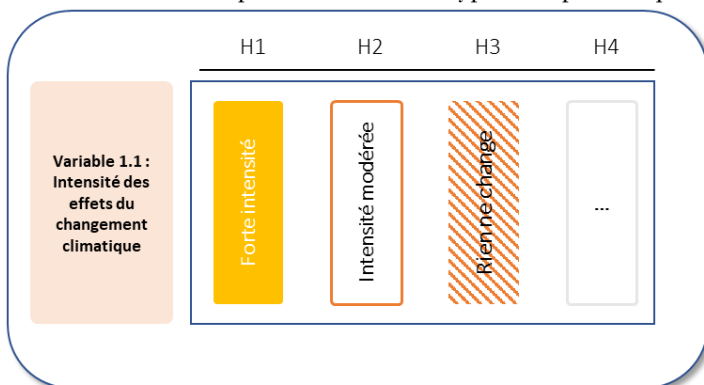 H1 H2 H3 H4
Variable 1.1 :
Intensité des
effets du
changement
climatique
Forte intensité
Intensité modérée
Rien ne change
...